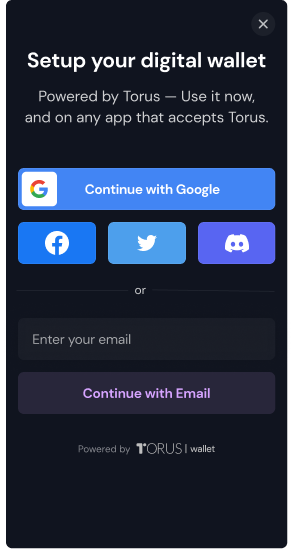 Setup your digital wallet
Powered by Torus — Use it now,
and on any app that accepts Torus.
Continue with Google
or
Enter your email
Continue with Email
Powered by TORUS | wallet